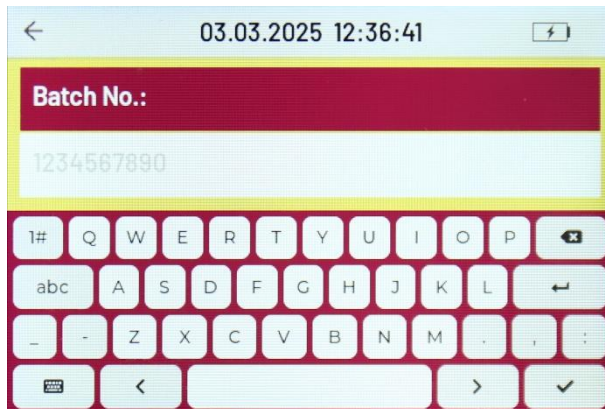 03.03.2025 12:36:41
Batch No.:
1234567890
1# Q W E R T Y U I O P
abc A S D F G H J K L
_ - Z X C V B N M . , :